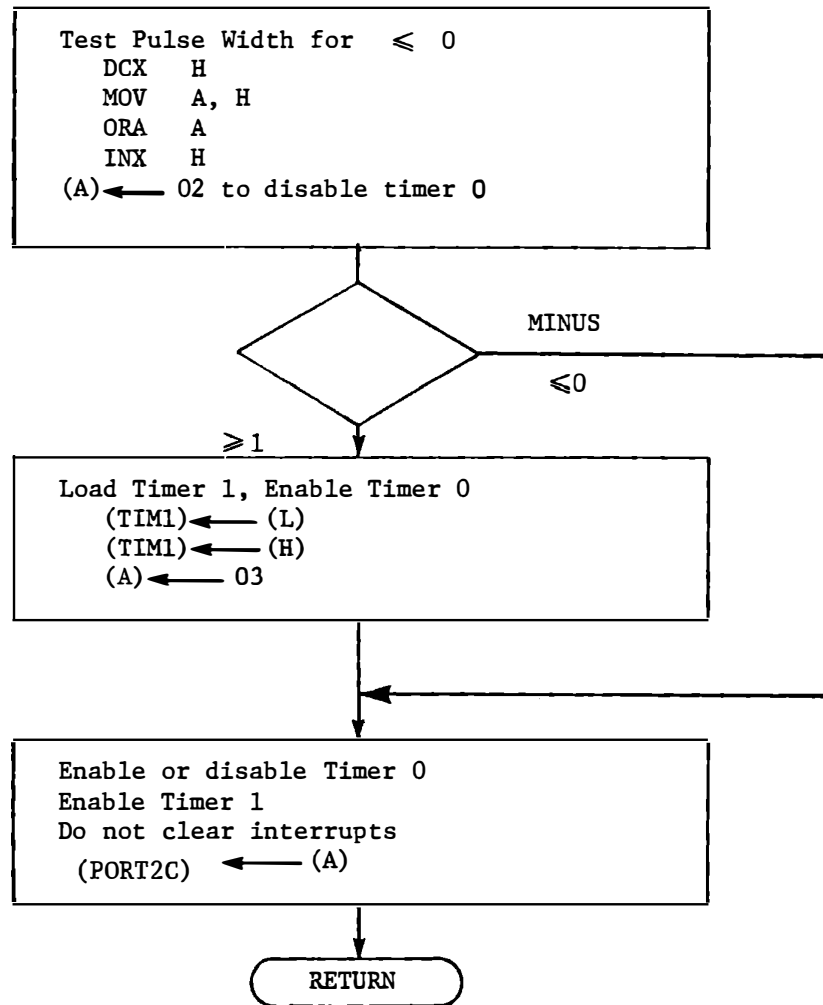 Test Pulse Width for ⩽ 0
DCX H
MOV A, H
ORA A
INX H
(A) ← 02 to disable timer 0
MINUS
⩽0
⩾1
Load Timer 1, Enable Timer 0
(TIM1) ← (L)
(TIM1) ← (H)
(A) ← 03
Enable or disable Timer 0
Enable Timer 1
Do not clear interrupts
(PORT2C) ← (A)
RETURN